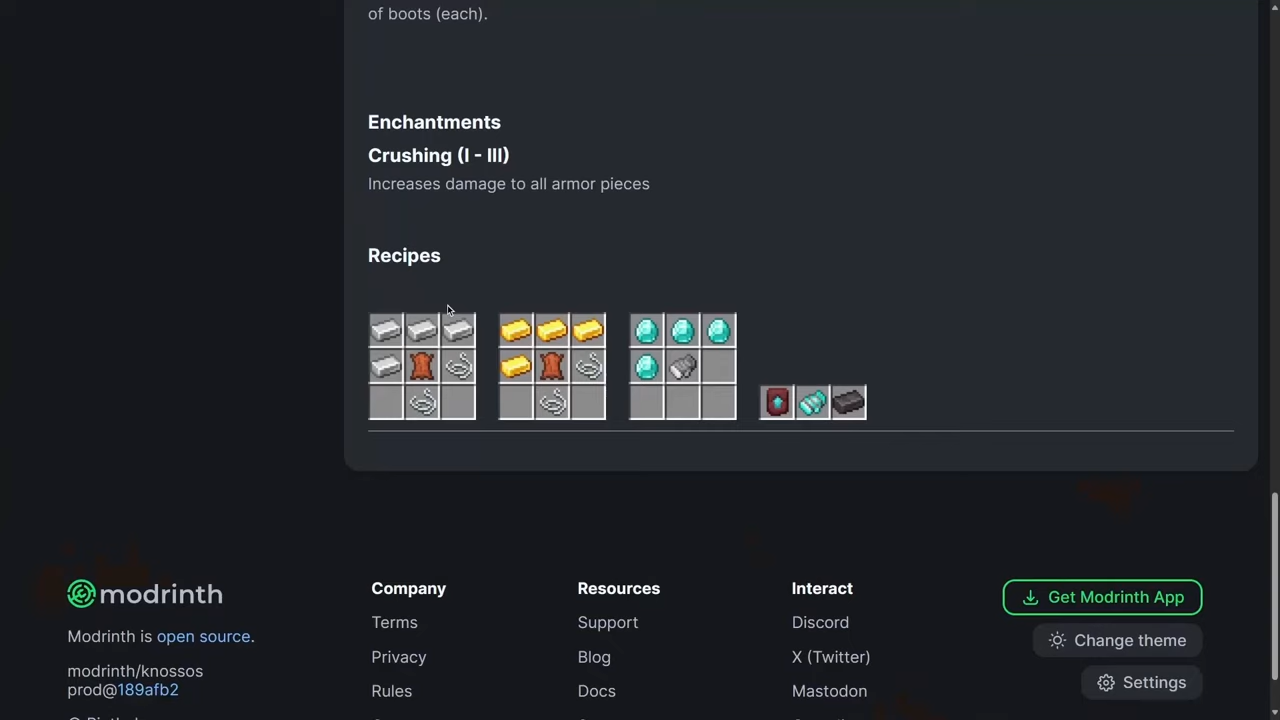 of boots (each).
Enchantments
Crushing (I - III)
Increases damage to all armor pieces
Recipes
modrinth
Modrinth is open source.
modrinth/knossos
prod@189afb2
Company
Terms
Privacy
Rules
Resources
Support
Blog
Docs
Interact
Discord
X (Twitter)
Mastodon
Get Modrinth App
Change theme
Settings